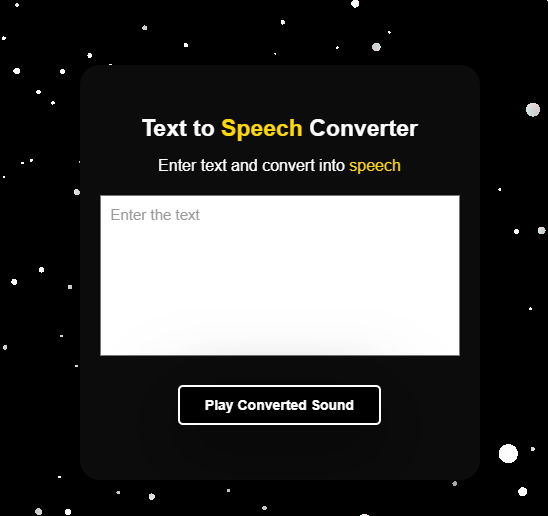 Text to Speech Converter
Enter text and convert into speech
Enter the text
Play Converted Sound